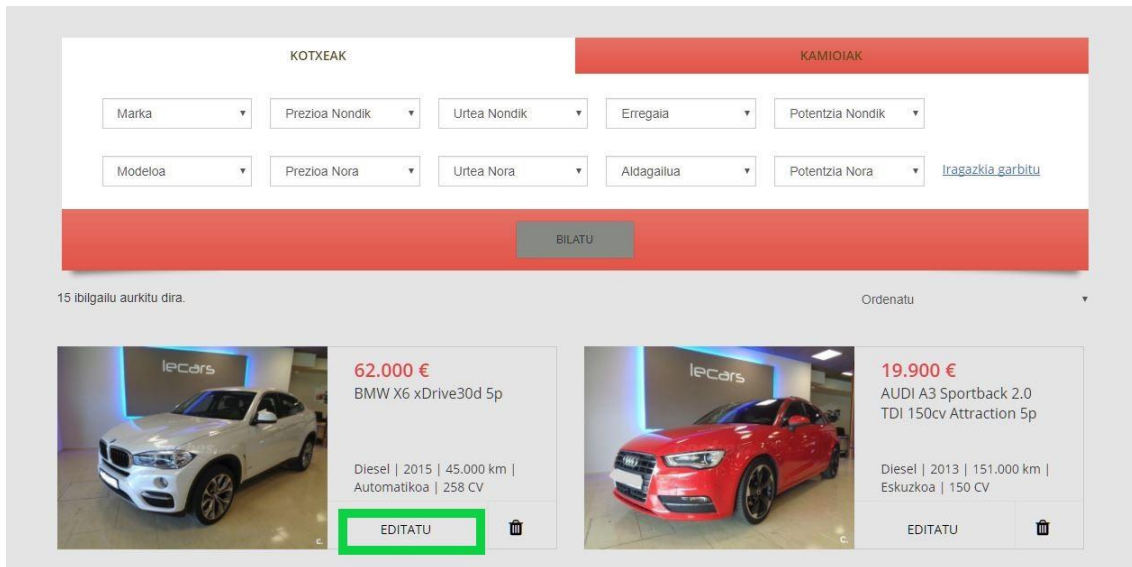 KOTXEAK
KAMIOIAK
Marka
Prezioa Nondik
Urtea Nondik
Erregaia
Potentzia Nondik
Modeloa
Prezioa Nora
Urtea Nora
Aldagailua
Potentzia Nora
Iragazkia garbitu
BILATU
15 ibilgailu aurkitu dira.
Ordenatu
lecars
62.000 €
BMW X6 xDrive30d 5p
Diesel | 2015 | 45.000 km |
Automatikoa | 258 CV
EDITATU
lecars
19.900 €
AUDI A3 Sportback 2.0
TDI 150cv Attraction 5p
Diesel | 2013 | 151.000 km |
Eskuzkoa | 150 CV
EDITATU